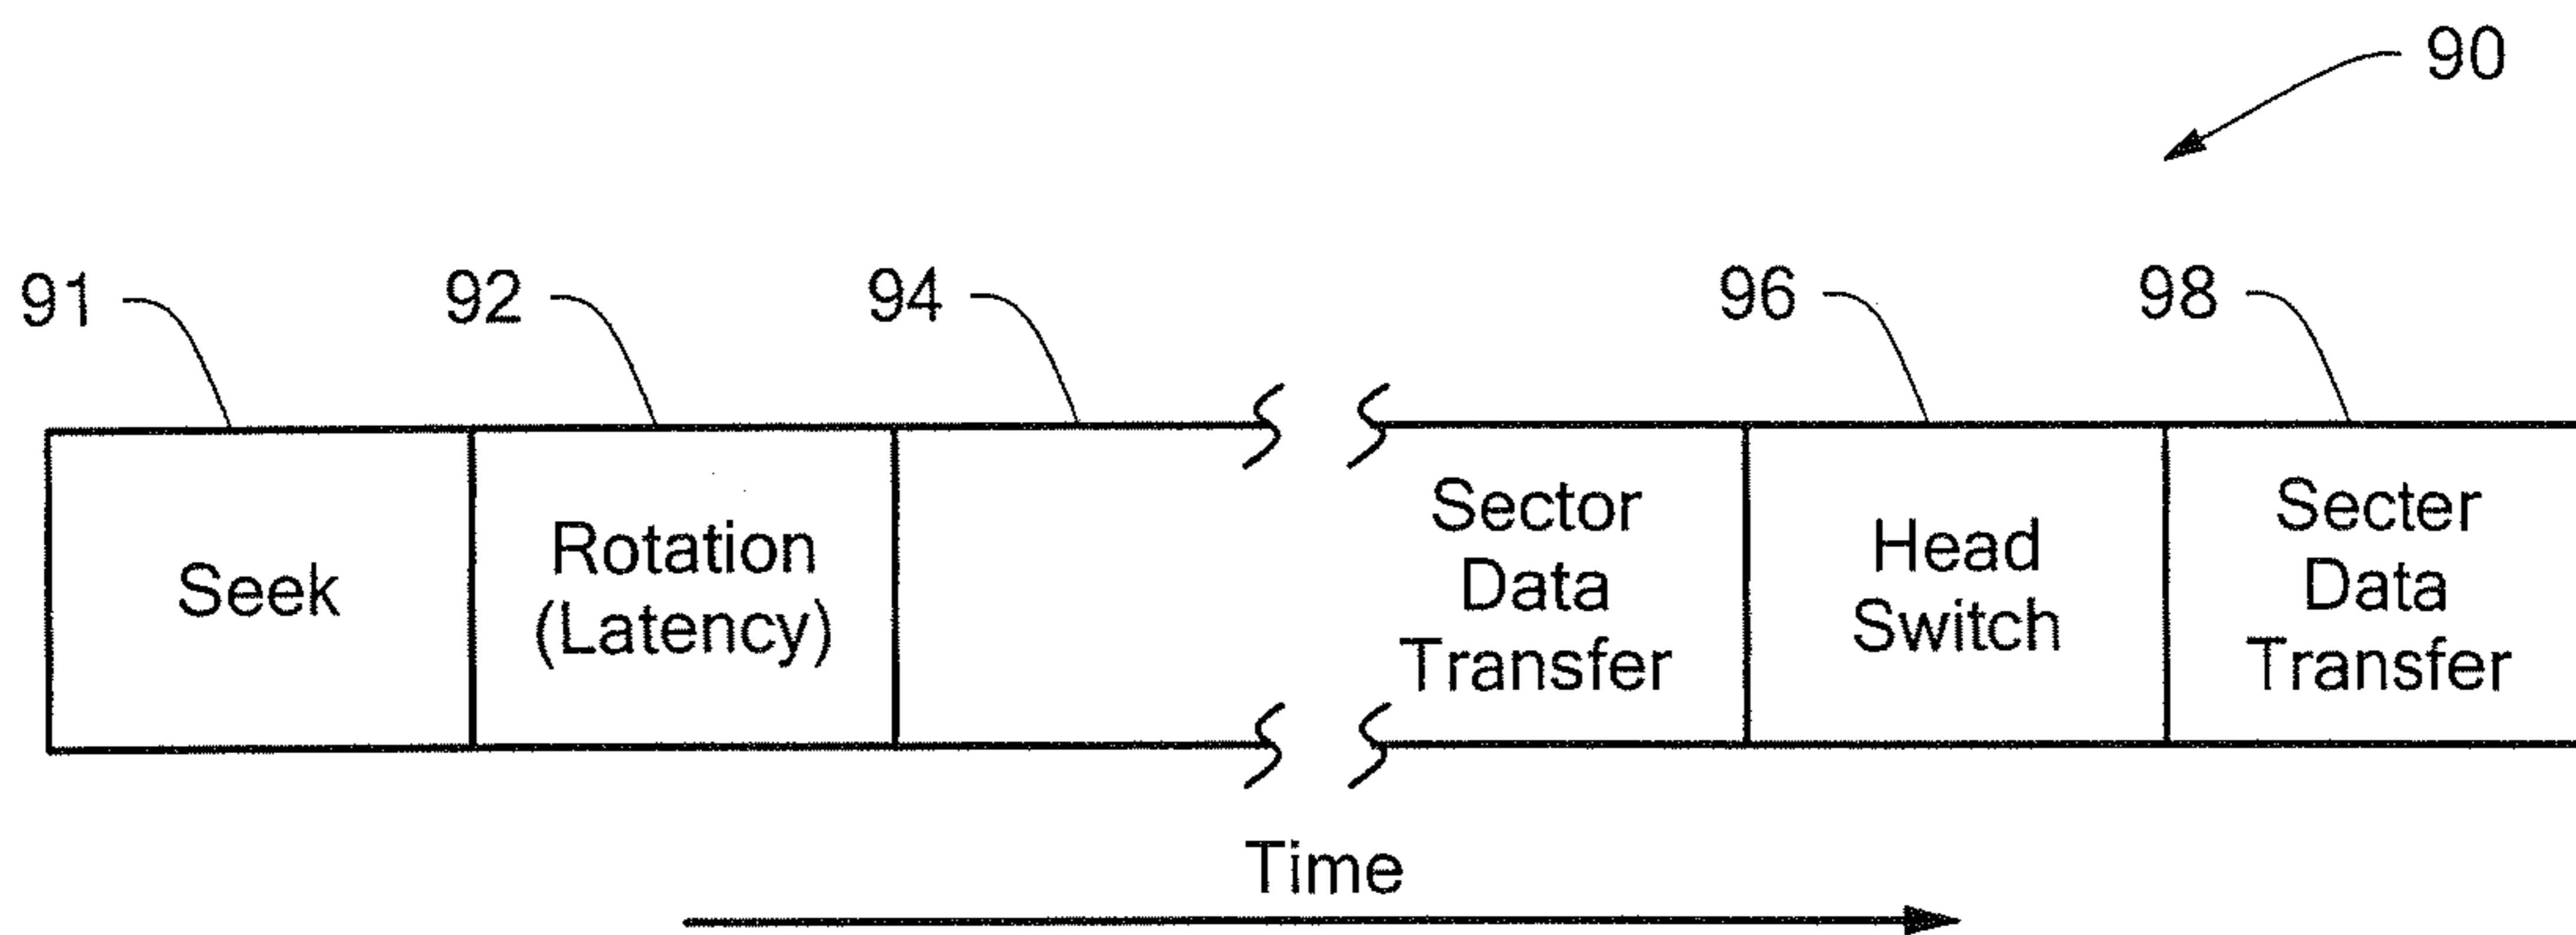 90
91
92
94
96
98
Seek
Rotation
(Latency)
Sector
Data
Transfer
Head
Switch
Secter
Data
Transfer
Time